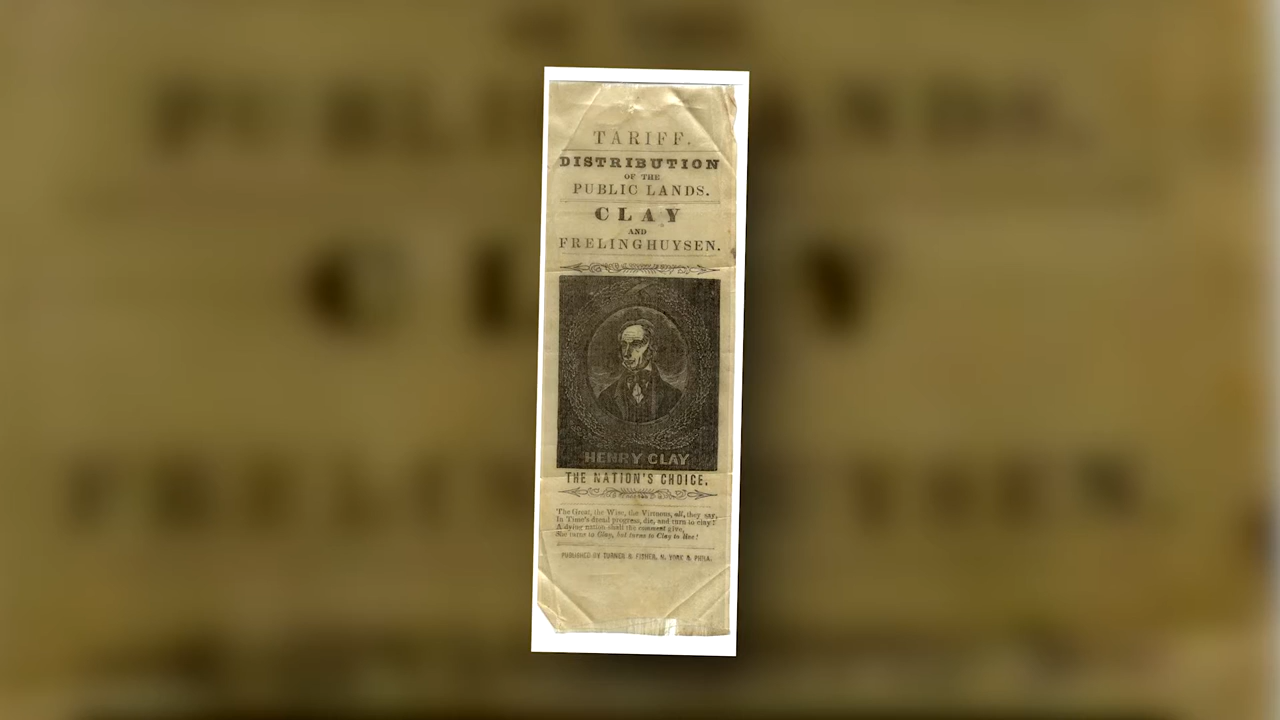 TARIFF.
DISTRIBUTION
OF THE
PUBLIC LANDS.
CLAY
AND
FRELINGHUYSEN.
HENRY CLAY
THE NATION'S CHOICE.
'The Great, the Wise, the Virtuous, all, they say,
In Time's dread progress, die, and turn to clay!
A dying nation shall the comment give,
She turns to Clay, but turns to Clay to live!
PUBLISHED BY TURNER & FISHER, N. YORK & PHILA.